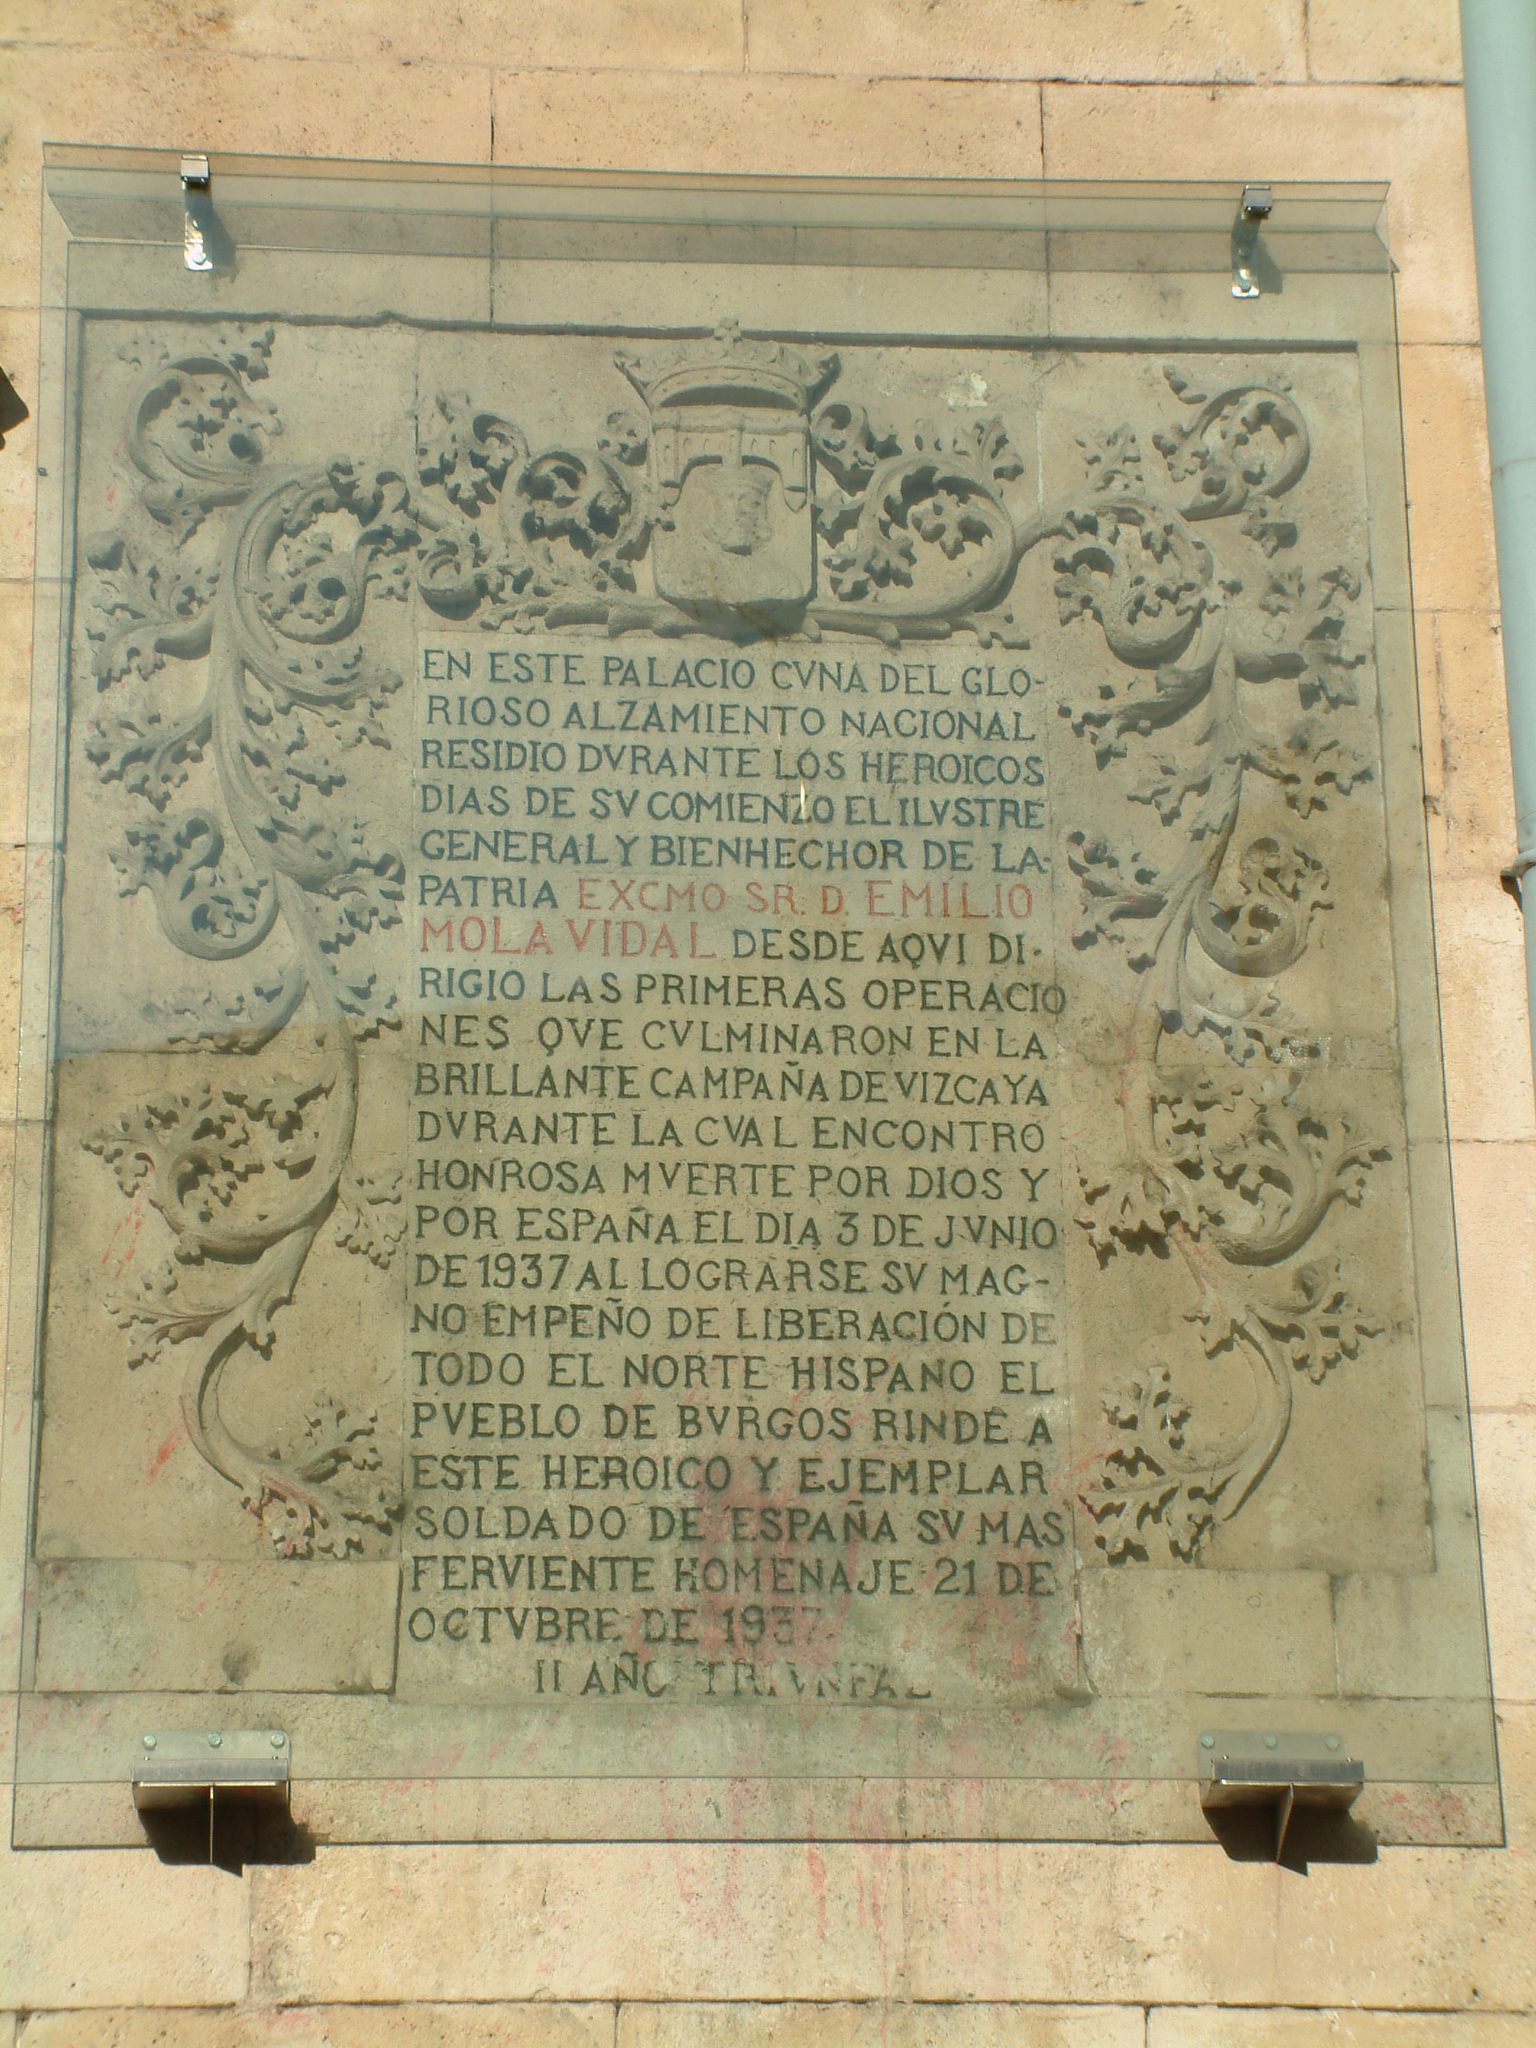 EN ESTE PALACIO CVNA DEL GLO-
RIOSO ALZAMIENTO NACIONAL
RESIDIO DVRANTE LOS HEROICOS
DIAS DE SV COMIENZO EL ILVSTRE
GENERAL Y BIENHECHOR DE LA
PATRIA EXCMO SR. D. EMILIO
MOLA VIDAL DESDE AQVI DI-
RIGIO LAS PRIMERAS OPERACIO
NES QVE CVLMINARON EN LA
BRILLANTE CAMPAÑA DE VIZCAYA
DVRANTE LA CVAL ENCONTRO
HONROSA MVERTE POR DIOS Y
POR ESPAÑA EL DIA 3 DE JVNIO
DE 1937 AL LOGRARSE SV MAG-
NO EMPEÑO DE LIBERACIÓN DE
TODO EL NORTE HISPANO EL
PVEBLO DE BVRGOS RINDE A
ESTE HEROICO Y EJEMPLAR
SOLDADO DE ESPAÑA SV MAS
FERVIENTE HOMENAJE 21 DE
OCTVBRE DE 1937
II AÑO TRIVNFAL